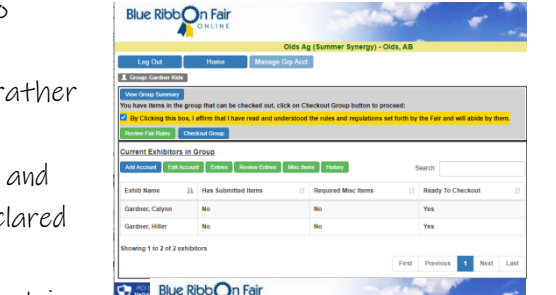 rather
and
Blue Ribbon Fair
ONLINE
Olds Ag (Summer Synergy) - Olds, AB
Log Out Home Manage Grp Acct
Group: Gardner Kids
View Group Summary
You have items in the group that can be checked out. click on Checkout Group button to proceed:
By Clicking this box, I affirm that I have read and understood the rules and regulations set forth by the Fair and will abide by them.
Review Fair Rules Checkout Group
Current Exhibitors in Group
Add Account Edit Account Entries Review Entries Misc Items History Search:
Exhib Name Has Submitted Items Required Misc Items Ready To Checkout
Gardner, Calynn No No Yes
Gardner, Hiller No No Yes
Showing 1 to 2 of 2 exhibitors
First Previous 1 Next Last
Blue Ribbon Fair